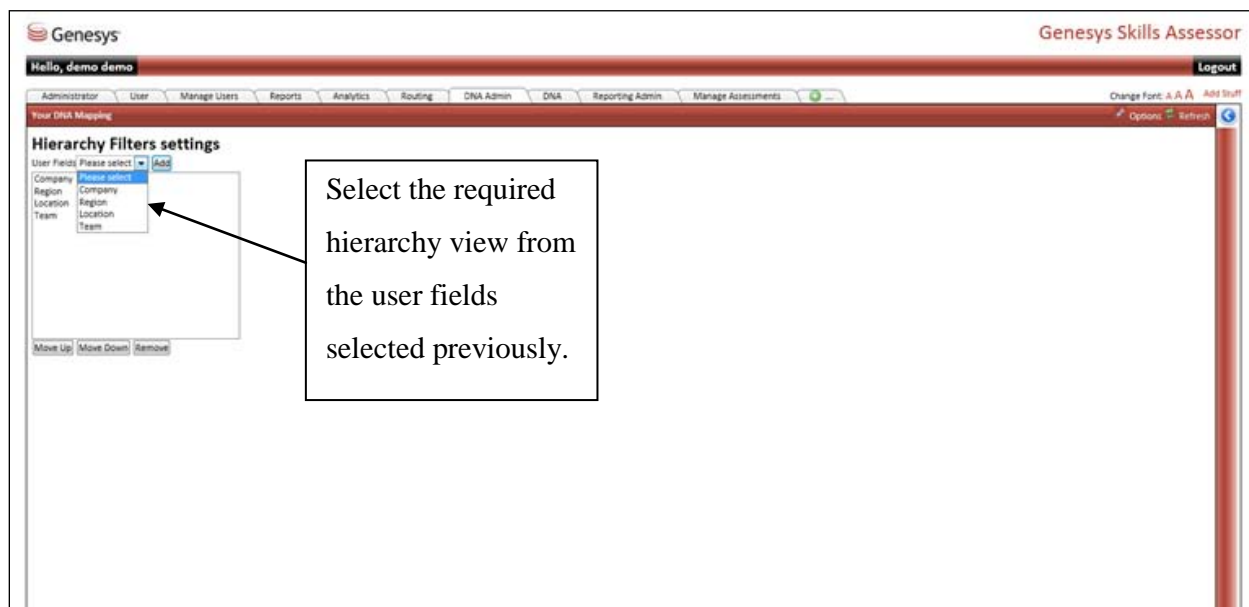 Genesys
Genesys Skills Assessor
Hello, demo demo
Logout
Administrator User Manage Users Reports Analytics Routing DNA Admin DNA Reporting Admin Manage Assessments ...
Change Font: A A A Add Stuff
Your DNA Mapping
Options Refresh
Hierarchy Filters settings
User Fields Please select Add
Company
Region
Location
Team
Please select
Company
Region
Location
Team
Move Up Move Down Remove
Select the required
hierarchy view from
the user fields
selected previously.